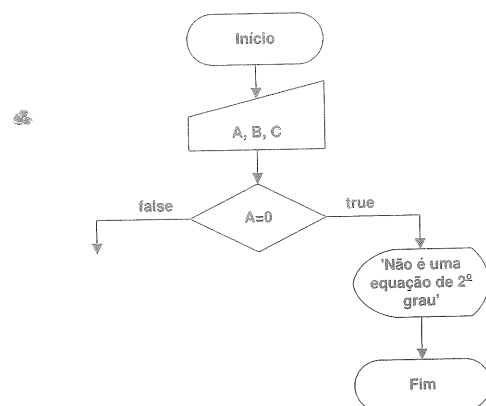 Início
A, B, C
false
A=0
true
'Não é uma
equação de 2º
grau'
Fim